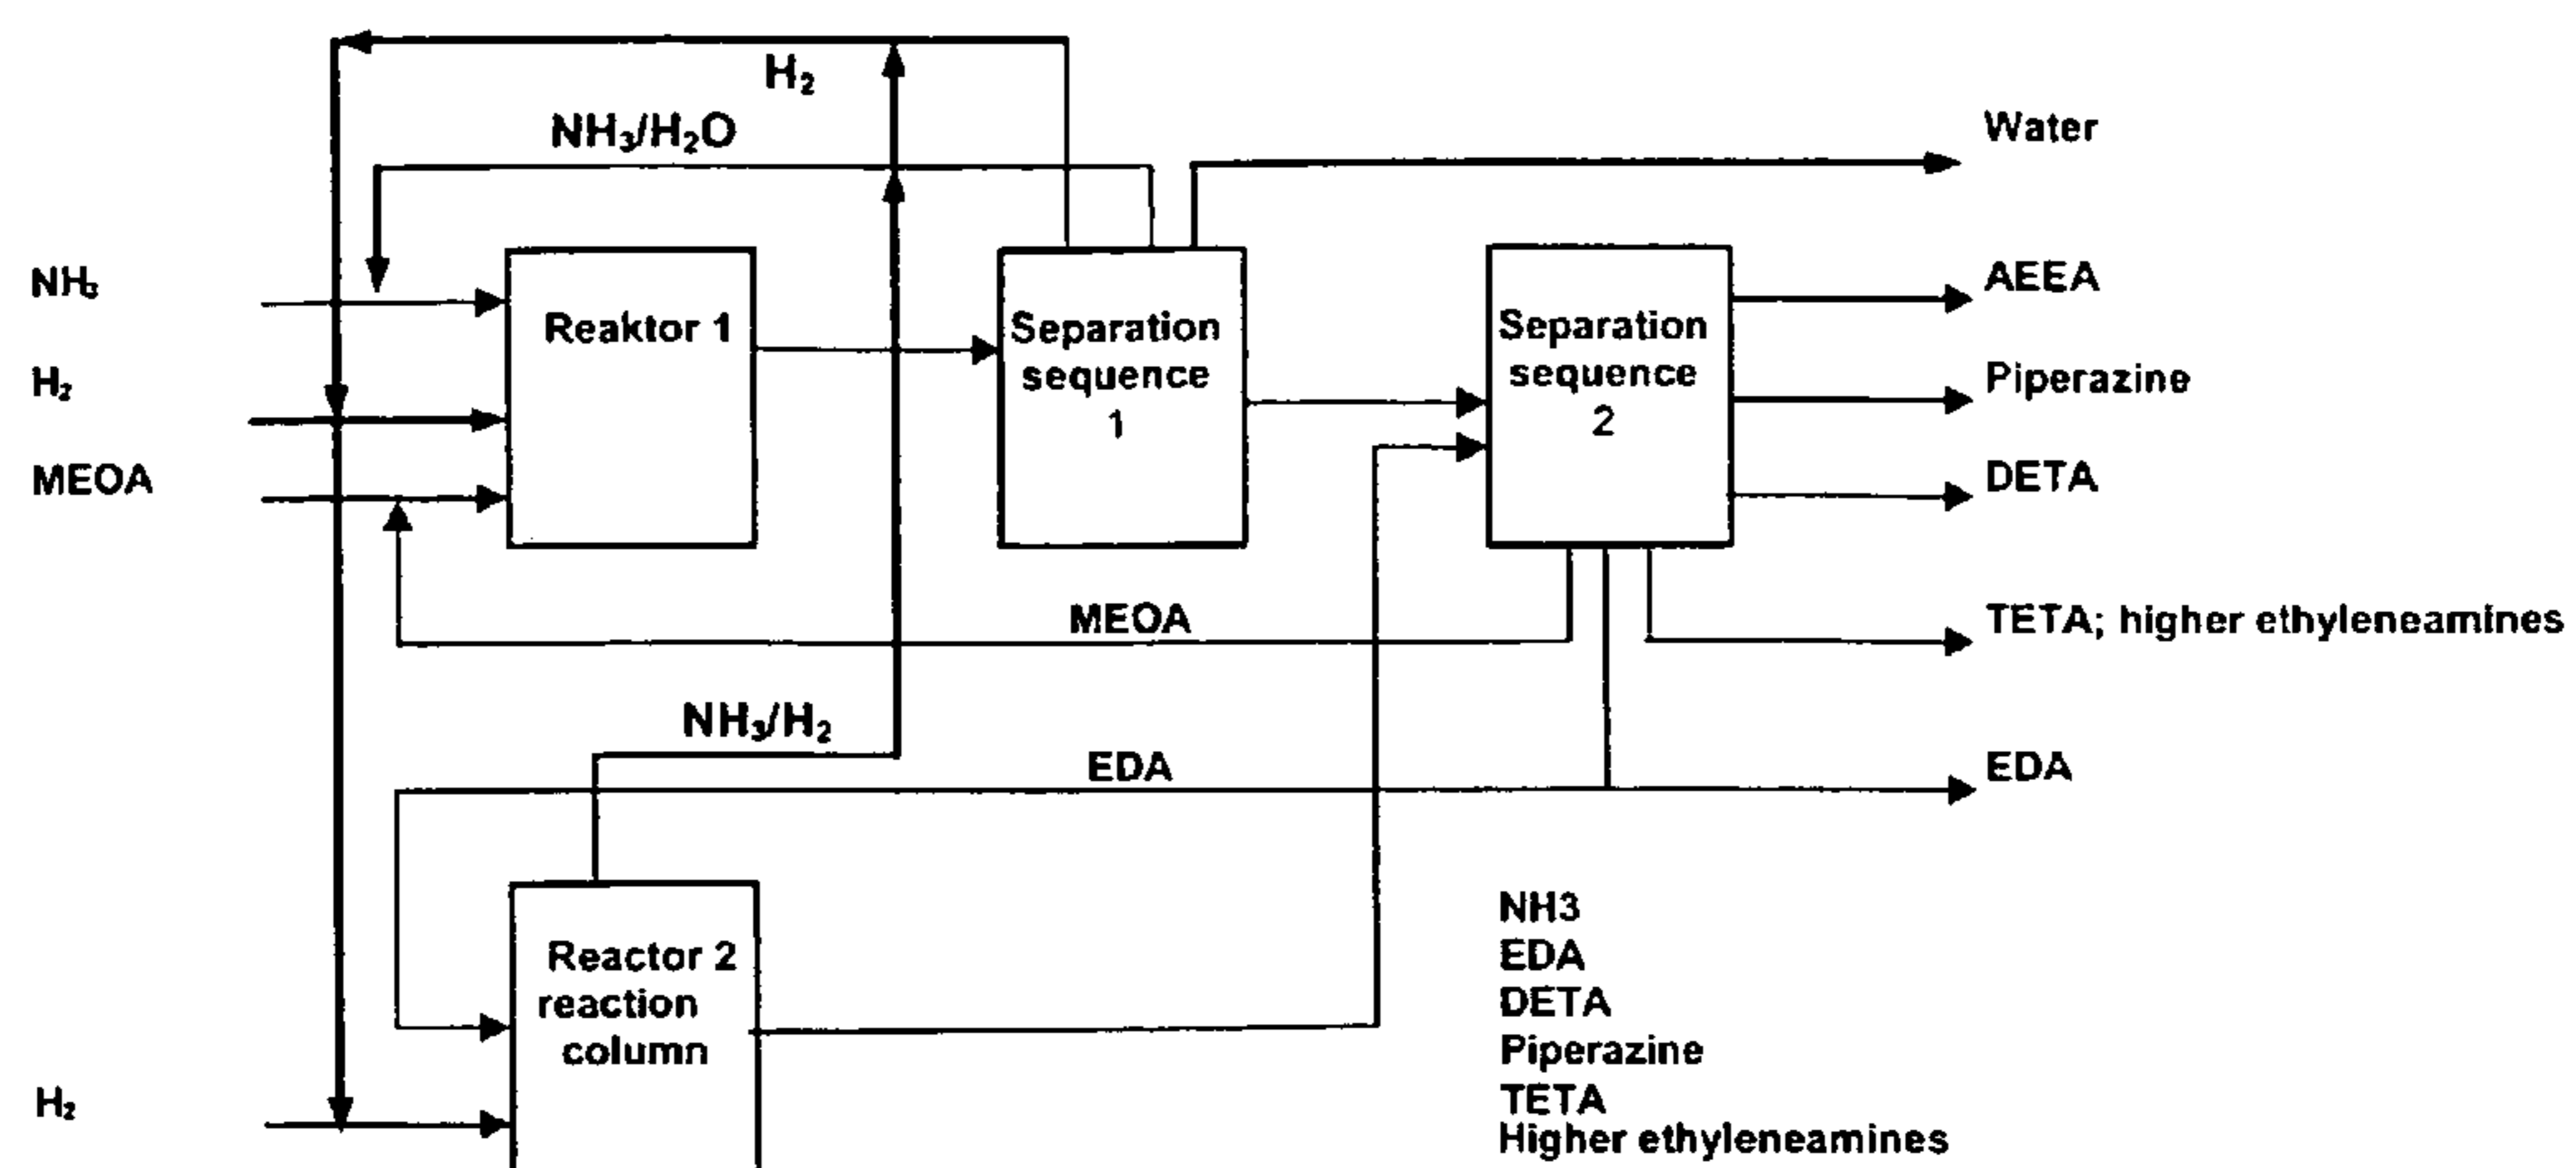 H₂
NH₃/H₂O
Water
NH₃
Reaktor 1
Separation
sequence
1
Separation
sequence
2
AEEA
H₂
Piperazine
MEOA
DETA
MEOA
TETA; higher ethyleneamines
NH₃/H₂
EDA
EDA
Reactor 2
reaction
column
H₂
NH3
EDA
DETA
Piperazine
TETA
Higher ethyleneamines